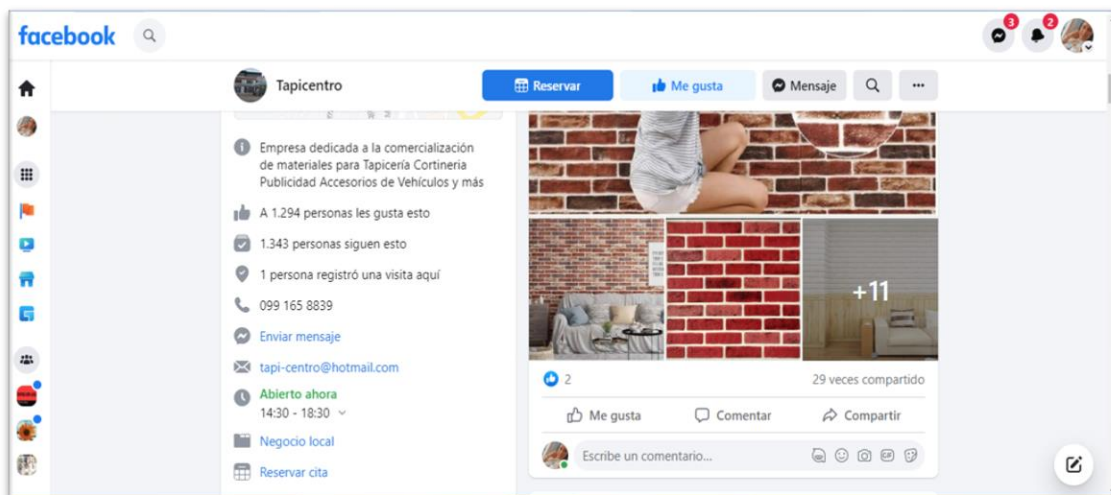 facebook
3
2
Tapicentro
Reservar
Me gusta
Mensaje
Empresa dedicada a la comercialización
de materiales para Tapicería Cortineria
Publicidad Accesorios de Vehículos y más
A 1.294 personas les gusta esto
1.343 personas siguen esto
1 persona registró una visita aquí
099 165 8839
Enviar mensaje
tapi-centro@hotmail.com
Abierto ahora
14:30 - 18:30
Negocio local
Reservar cita
+11
2
29 veces compartido
Me gusta
Comentar
Compartir
Escribe un comentario...
GIF